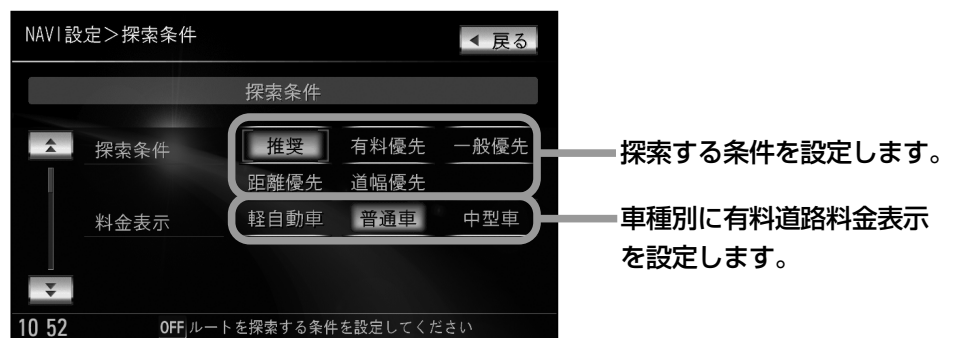 NAVI設定＞探索条件
◀ 戻る
探索条件
探索条件 推奨 有料優先 一般優先
距離優先 道幅優先
料金表示 軽自動車 普通車 中型車
10 52 OFF ルートを探索する条件を設定してください
探索する条件を設定します。
車種別に有料道路料金表示
を設定します。